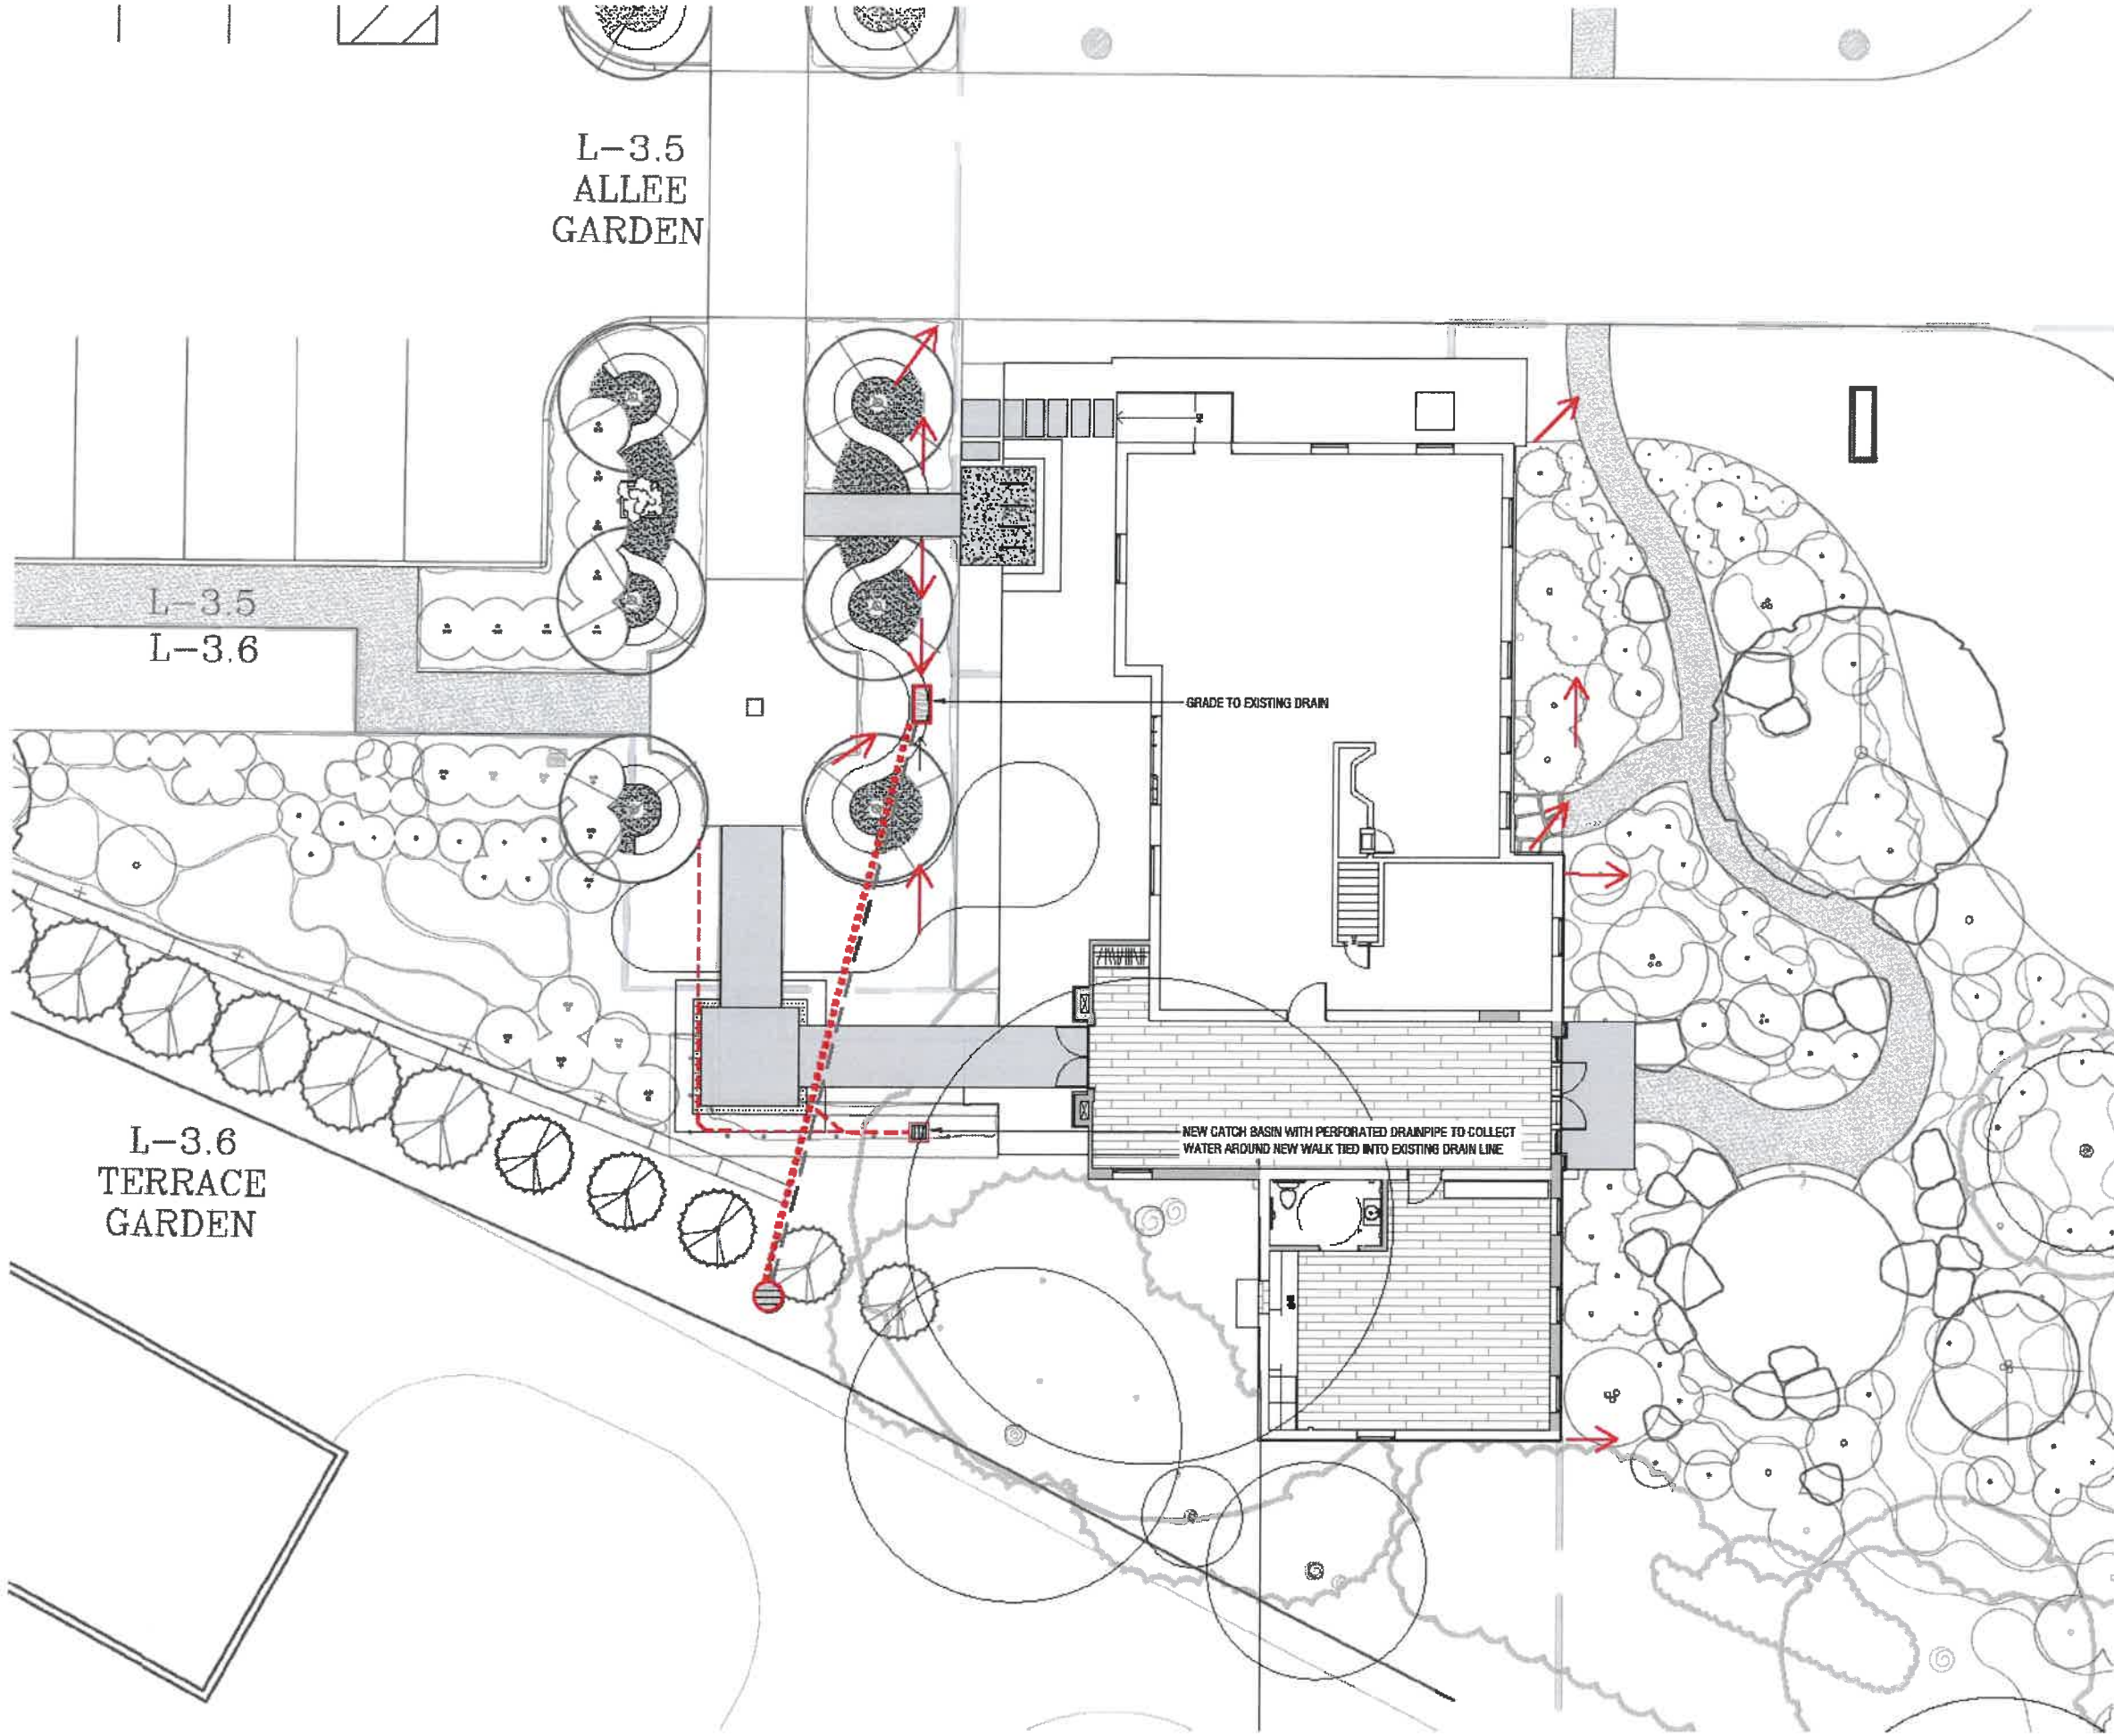 L-3.5
ALLEE
GARDEN
L-3.5
L-3.6
GRADE TO EXISTING DRAIN
NEW CATCH BASIN WITH PERFORATED DRAINPIPE TO COLLECT
WATER AROUND NEW WALK TIED INTO EXISTING DRAIN LINE
L-3.6
TERRACE
GARDEN